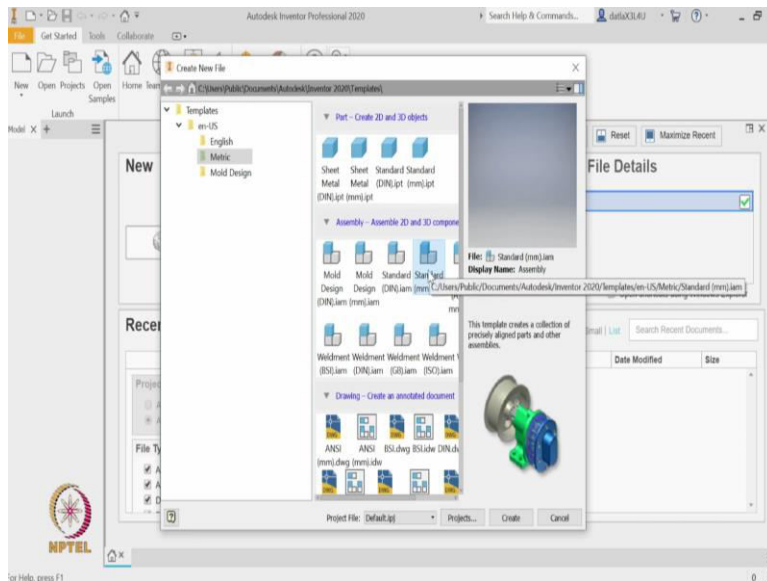 Autodesk Inventor Professional 2020
Search Help & Commands...
File Get Started Tools Collaborate
New Open Projects Open Samples Home Team
Launch
Model
Reset Maximize Recent
New
File Details
Recen
Create New File
C:\Users\Public\Documents\Autodesk\Inventor 2020\Templates\
Templates
en-US
English
Metric
Mold Design
Part - Create 2D and 3D objects
Sheet Metal (DIN).ipt
Sheet Metal (mm).ipt
Standard (DIN).ipt
Standard (mm).ipt
Assembly - Assemble 2D and 3D compone
Mold Design (DIN).iam
Mold Design (mm).iam
Standard (DIN).iam
Weldment (BSI).iam
Weldment (DIN).iam
Weldment (GB).iam
Weldment (ISO).iam
Drawing - Create an annotated document
ANSI (mm).dwg
ANSI (mm).idw
BSI.dwg
BSI.idw
File: Standard (mm).iam
Display Name: Assembly
C:/Users/Public/Documents/Autodesk/Inventor 2020/Templates/en-US/Metric/Standard (mm).iam
This template creates a collection of
precisely aligned parts and other
assemblies.
List Search Recent Documents...
Date Modified Size
Projec
File Ty
Project File: Default.ipj Projects... Create Cancel
NPTEL
For Help, press F1 0